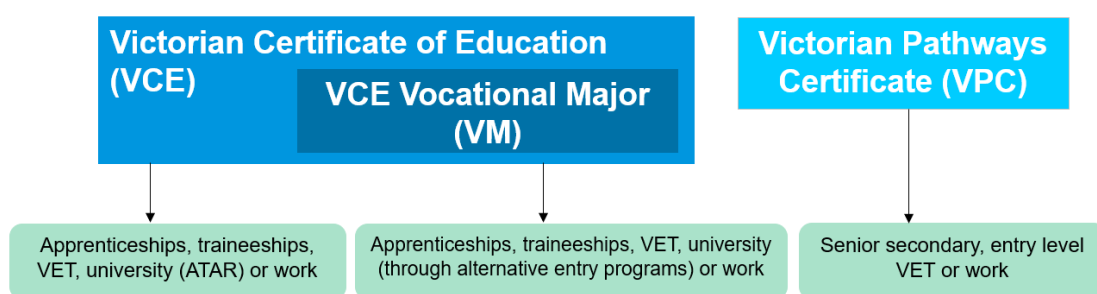 Victorian Certificate of Education
(VCE)
VCE Vocational Major
(VM)
Victorian Pathways
Certificate (VPC)
Apprenticeships, traineeships,
VET, university (ATAR) or work
Apprenticeships, traineeships, VET, university
(through alternative entry programs) or work
Senior secondary, entry level
VET or work